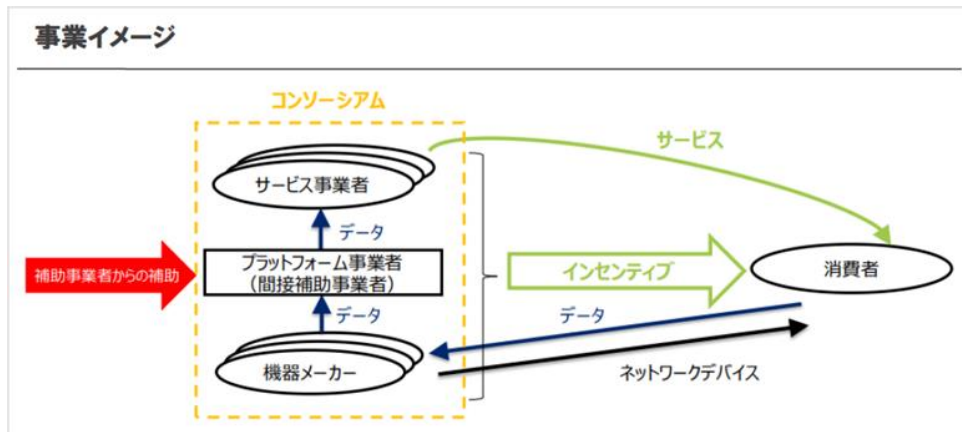 事業イメージ
コンソーシアム
サービス
サービス事業者
データ
補助事業者からの補助
プラットフォーム事業者
(間接補助事業者)
インセンティブ
消費者
データ
データ
機器メーカー
ネットワークデバイス